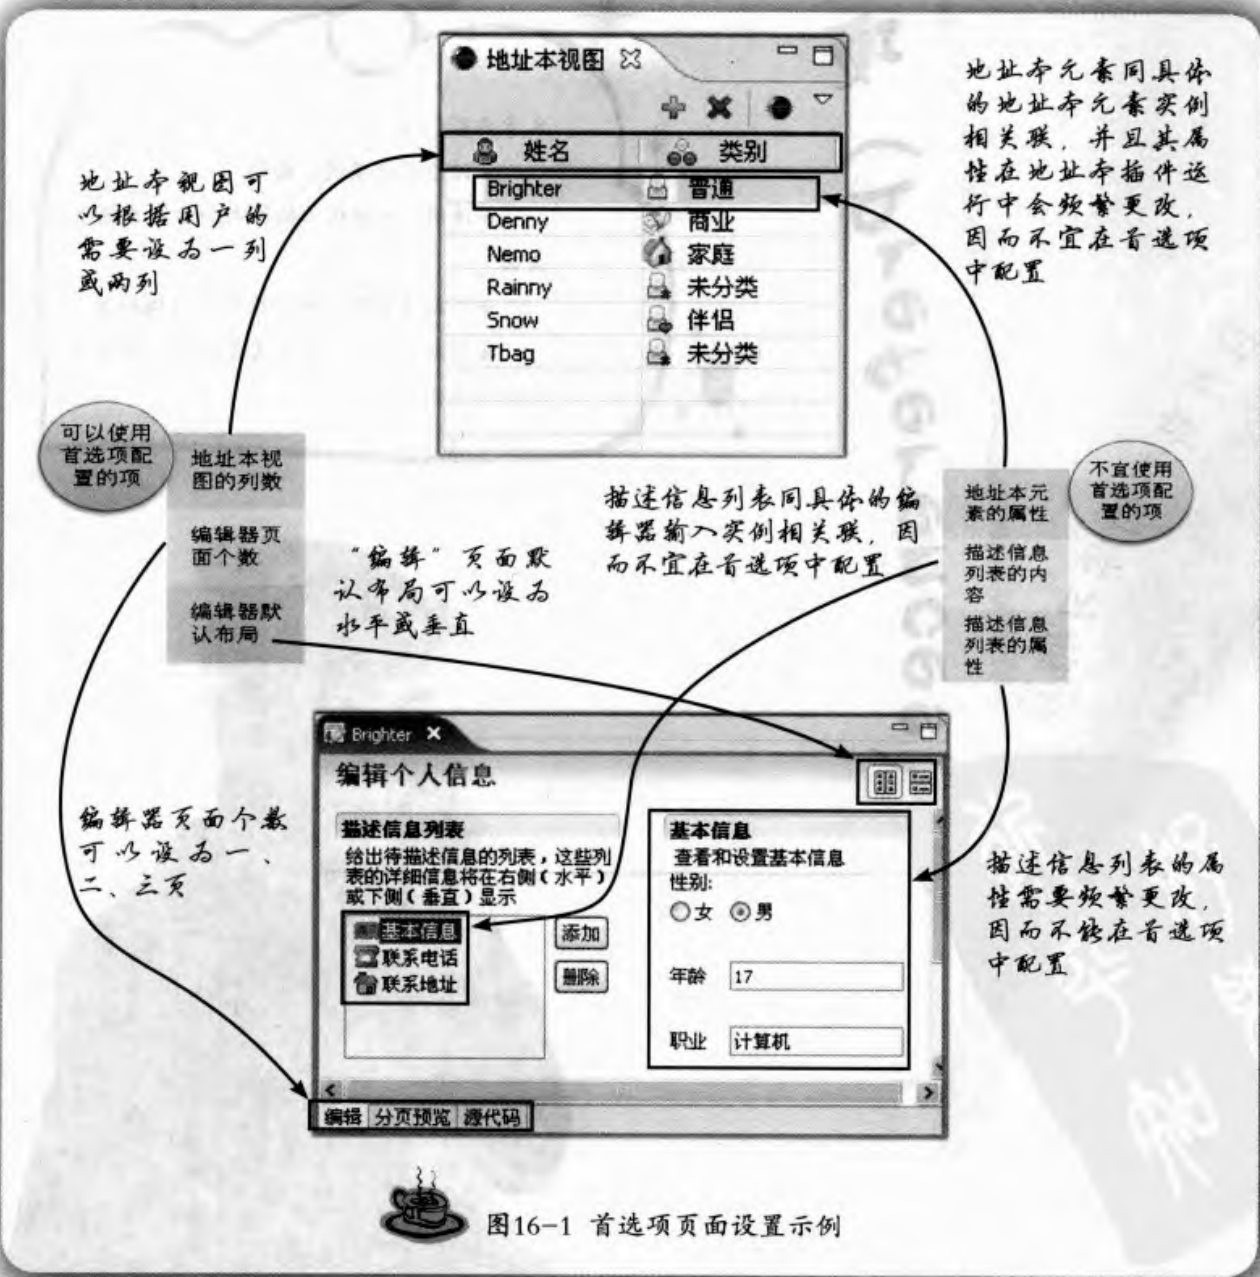 地址本视图
姓名 类别
Brighter 普通
Denny 商业
Nemo 家庭
Rainny 未分类
Snow 伴侣
Tbag 未分类
地址本视图可
以根据用户的
需要设为一列
或两列
地址本元素同具体
的地址本元素实例
相关联，并且其属
性在地址本插件运
行中会频繁更改，
因而不宜在首选项
中配置
可以使用
首选项配
置的项
地址本视
图的列数
编辑器页
面个数
编辑器默
认布局
“编辑”页面默
认布局可以设为
水平或垂直
描述信息列表同具体的编
辑器输入实例相关联，因
而不宜在首选项中配置
不宜使用
首选项配
置的项
地址本元
素的属性
描述信息
列表的内
容
描述信息
列表的属
性
编辑器页面个数
可以设为一、
二、三页
Brighter
编辑个人信息
描述信息列表
给出待描述信息的列表，这些列
表的详细信息将在右侧（水平）
或下侧（垂直）显示
基本信息
联系电话
联系地址
添加
删除
基本信息
查看和设置基本信息
性别:
女 男
年龄 17
职业 计算机
编辑 分页预览 源代码
描述信息列表的属
性需要频繁更改，
因而不能在首选项
中配置
图16-1 首选项页面设置示例